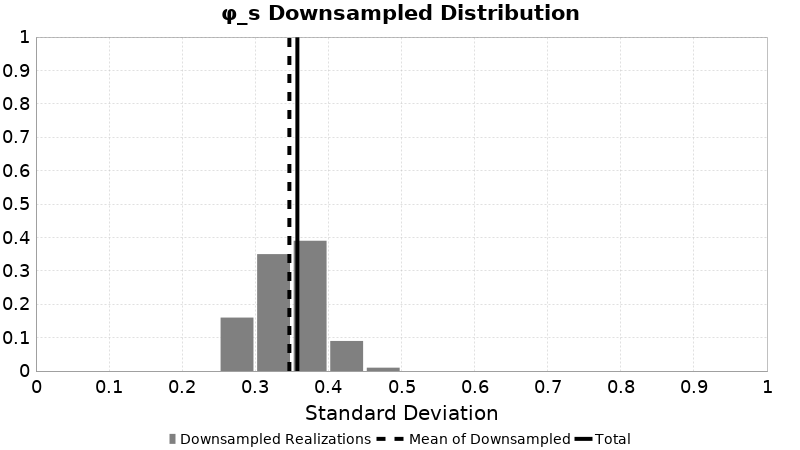 φ_s Downsampled Distribution
1
0.9
0.8
0.7
0.6
0.5
0.4
0.3
0.2
0.1
0
0 0.1 0.2 0.3 0.4 0.5 0.6 0.7 0.8 0.9 1
Standard Deviation
Downsampled Realizations Mean of Downsampled Total